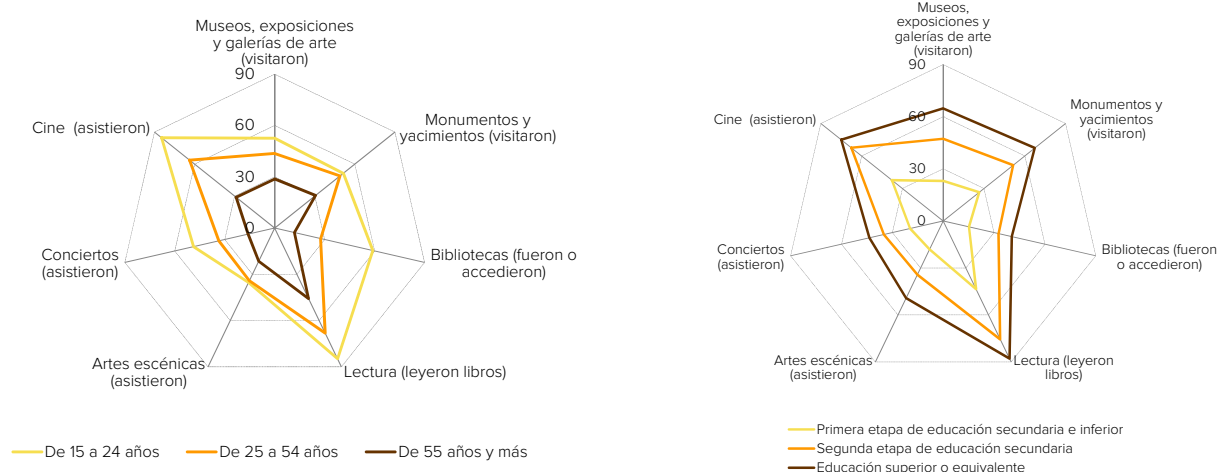 Museos, exposiciones
y galerías de arte
(visitaron)
90
60
30
0
Monumentos y
yacimientos (visitaron)
Bibliotecas (fueron o
accedieron)
Lectura (leyeron libros)
Artes escénicas
(asistieron)
Conciertos
(asistieron)
Cine (asistieron)
De 15 a 24 años
De 25 a 54 años
De 55 años y más
Museos,
exposiciones y
galerías de arte
(visitaron)
90
60
30
0
Monumentos y
yacimientos
(visitaron)
Bibliotecas (fueron
o accedieron)
Lectura (leyeron
libros)
Artes escénicas
(asistieron)
Conciertos
(asistieron)
Cine (asistieron)
Primera etapa de educación secundaria e inferior
Segunda etapa de educación secundaria
Educación superior o equivalente